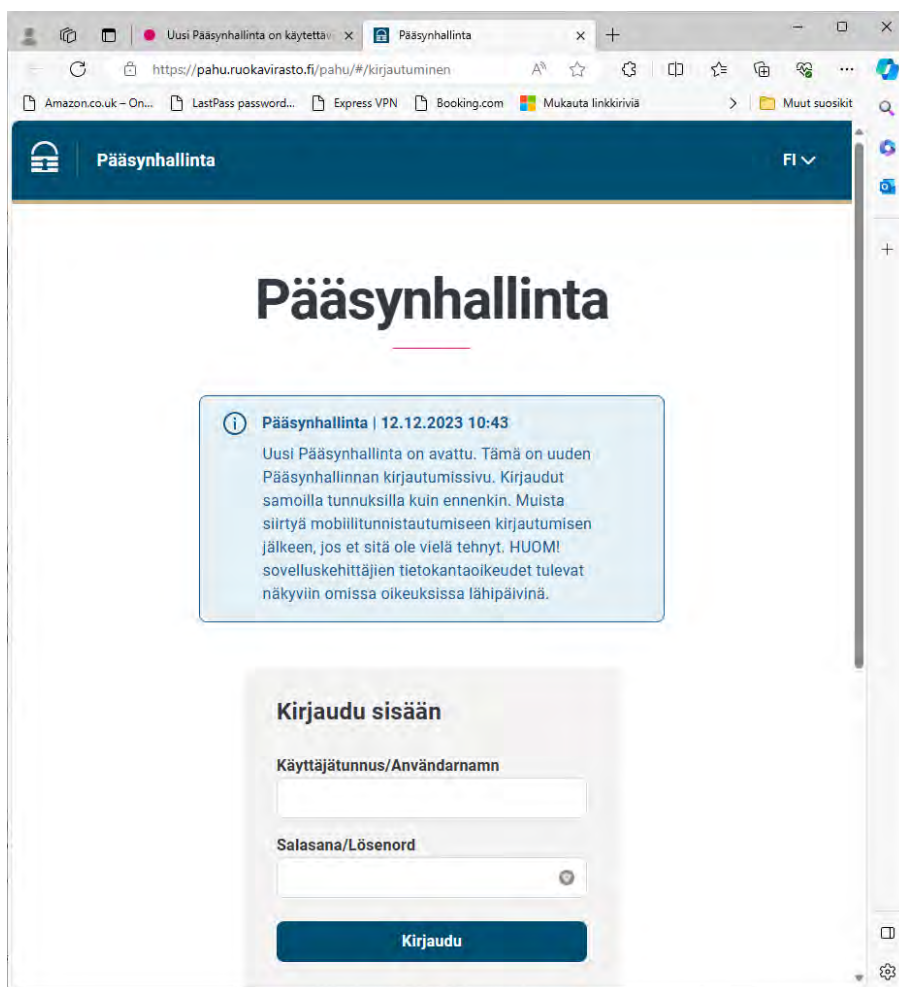 Uusi Pääsynhallinta on käytettäv
Pääsynhallinta
https://pahu.ruokavirasto.fi/pahu/#/kirjautuminen
Amazon.co.uk – On...
LastPass password...
Express VPN
Booking.com
Mukauta linkkiriviä
Muut suosikit
Pääsynhallinta
FI
Pääsynhallinta
Pääsynhallinta | 12.12.2023 10:43
Uusi Pääsynhallinta on avattu. Tämä on uuden
Pääsynhallinnan kirjautumissivu. Kirjaudut
samoilla tunnuksilla kuin ennenkin. Muista
siirtyä mobiilitunnistautumiseen kirjautumisen
jälkeen, jos et sitä ole vielä tehnyt. HUOM!
sovelluskehittäjien tietokantaoikeudet tulevat
näkyviin omissa oikeuksissa lähipäivinä.
Kirjaudu sisään
Käyttäjätunnus/Användarnamn
Salasana/Lösenord
Kirjaudu